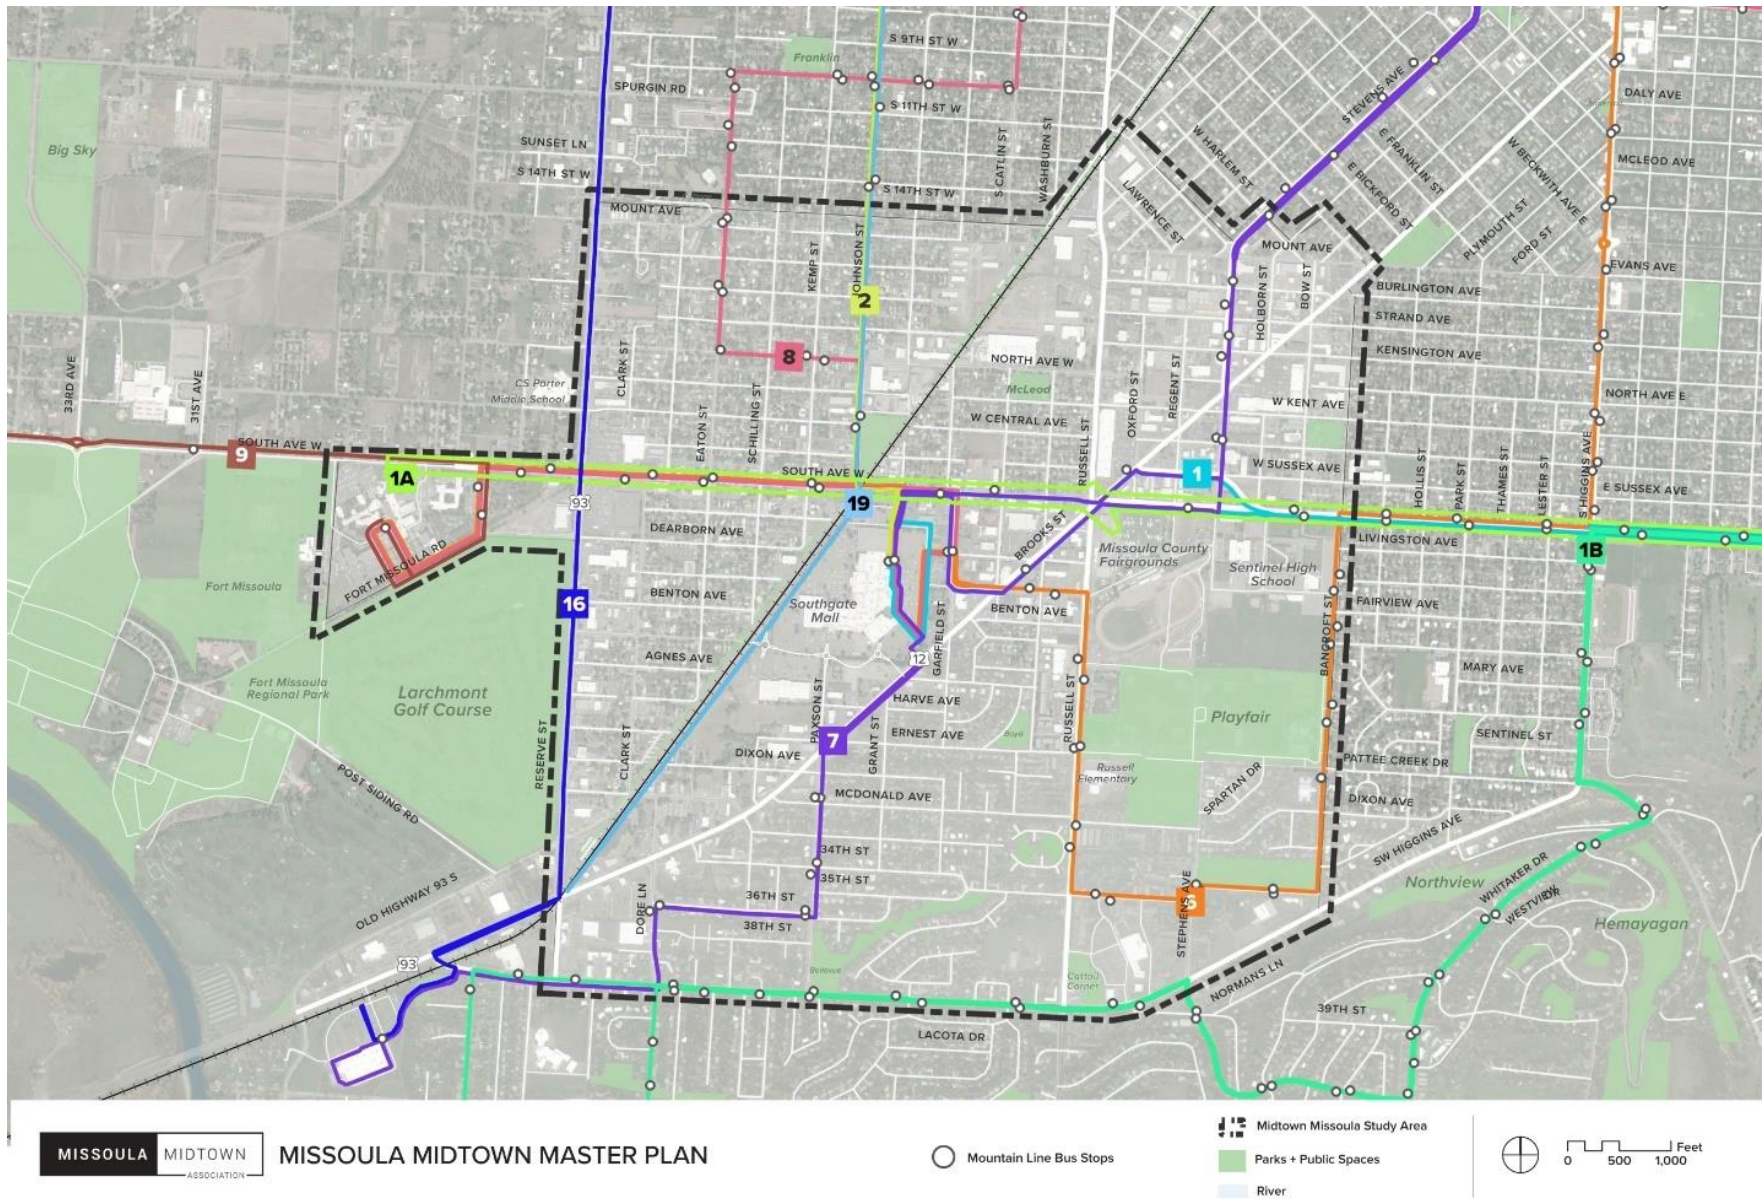 S 9TH ST W
Franklin
SPURGIN RD
DALY AVE
S 11TH ST W
STEVENS AVE
Big Sky
SUNSET LN
S CATLIN ST
WASHBURN ST
W HARLEM ST
E FRANKLIN ST
W BECKWITH AVE E
MCLEOD AVE
S 14TH ST W
S 14TH ST W
E BICKFORD ST
MOUNT AVE
LAWRENCE ST
PLYMOUTH ST
FORD ST
KEMP ST
JOHNSON ST
MOUNT AVE
EVANS AVE
HOLBORN ST
BOW ST
BURLINGTON AVE
2
STRAND AVE
8
NORTH AVE W
KENSINGTON AVE
33RD AVE
31ST AVE
CS Porter
Middle School
CLARK ST
SCHILLING ST
McLeod
OXFORD ST
REGENT ST
NORTH AVE E
W KENT AVE
EATON ST
W CENTRAL AVE
RUSSELL ST
SOUTH AVE W
9
SOUTH AVE W
W SUSSEX AVE
HOLLIS ST
PARK ST
THAMES ST
LESTER ST
S HIGGINS AVE
1A
1
E SUSSEX AVE
93
19
DEARBORN AVE
BROOKS ST
LIVINGSTON AVE
1B
Missoula County
Fairgrounds
Sentinel High
School
FORT MISSOULA RD
Fort Missoula
BENTON AVE
16
Southgate
Mall
GARFIELD ST
BENTON AVE
BANCROFT ST
FAIRVIEW AVE
AGNES AVE
12
MARY AVE
Fort Missoula
Regional Park
Larchmont
Golf Course
PAXSON ST
HARVE AVE
RUSSELL ST
Playfair
RESERVE ST
CLARK ST
7
GRANT ST
ERNEST AVE
Boyd
SENTINEL ST
DIXON AVE
PATTEE CREEK DR
Russell
Elementary
SPARTAN DR
POST SIDING RD
MCDONALD AVE
DIXON AVE
SW HIGGINS AVE
34TH ST
35TH ST
WHITAKER DR
OLD HIGHWAY 93 S
DORE LN
36TH ST
STEPHENS AVE
6
Northview
WESTVIEW DR
38TH ST
Hemayagan
93
Bellevue
NORMANS LN
39TH ST
LACOTA DR
MISSOULA MIDTOWN
ASSOCIATION
MISSOULA MIDTOWN MASTER PLAN
Mountain Line Bus Stops
Midtown Missoula Study Area
Parks + Public Spaces
River
Feet
0 500 1,000